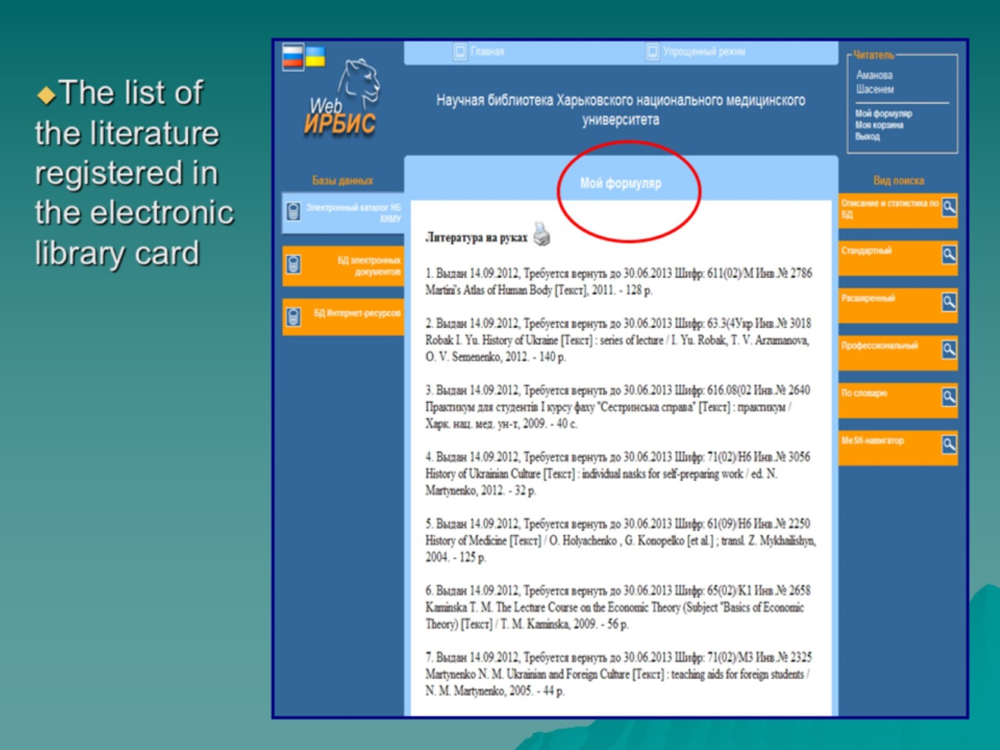 The list of
the literature
registered in
the electronic
library card
Web
ИРБИС
Главная
Упрощенный режим
Научная библиотека Харьковского национального медицинского
университета
Читатель
Аманова
Шасенем
Мой формуляр
Моя корзина
Выход
Базы данных
Электронный каталог НБ
ХНМУ
БД электронных
документов
БД Интернет-ресурсов
Мой формуляр
Литература на руках
1. Выдан 14.09.2012, Требуется вернуть до 30.06.2013 Шифр: 611(02)/М Инв.№ 2786
Martini's Atlas of Human Body [Текст], 2011. - 128 p.
2. Выдан 14.09.2012, Требуется вернуть до 30.06.2013 Шифр: 63.3(4Укр Инв.№ 3018
Robak I. Yu. History of Ukraine [Текст] : series of lecture / I. Yu. Robak, T. V. Arzumanova,
O. V. Semenenko, 2012. - 140 p.
3. Выдан 14.09.2012, Требуется вернуть до 30.06.2013 Шифр: 616.08(02 Инв.№ 2640
Практикум для студентів І курсу фаху "Сестринська справа" [Текст] : практикум /
Харк. нац. мед. ун-т, 2009. - 40 с.
4. Выдан 14.09.2012, Требуется вернуть до 30.06.2013 Шифр: 71(02)/Н6 Инв.№ 3056
History of Ukrainian Culture [Текст] : individual nasks for self-preparing work / ed. N.
Martynenko, 2012. - 32 p.
5. Выдан 14.09.2012, Требуется вернуть до 30.06.2013 Шифр: 61(09)/Н6 Инв.№ 2250
History of Medicine [Текст] / O. Holyachenko , G. Konopelko [et al.] ; transl. Z. Mykhailishyn,
2004. - 125 p.
6. Выдан 14.09.2012, Требуется вернуть до 30.06.2013 Шифр: 65(02)/К1 Инв.№ 2658
Kaminska T. M. The Lecture Course on the Economic Theory (Subject "Basics of Economic
Theory) [Текст] / T. M. Kaminska, 2009. - 56 p.
7. Выдан 14.09.2012, Требуется вернуть до 30.06.2013 Шифр: 71(02)/М3 Инв.№ 2325
Martynenko N. M. Ukrainian and Foreign Culture [Текст] : teaching aids for foreign students /
N. M. Martynenko, 2005. - 44 p.
Вид поиска
Описание и статистика по
БД
Стандартный
Расширенный
Профессиональный
По словарю
MeSH-навигатор